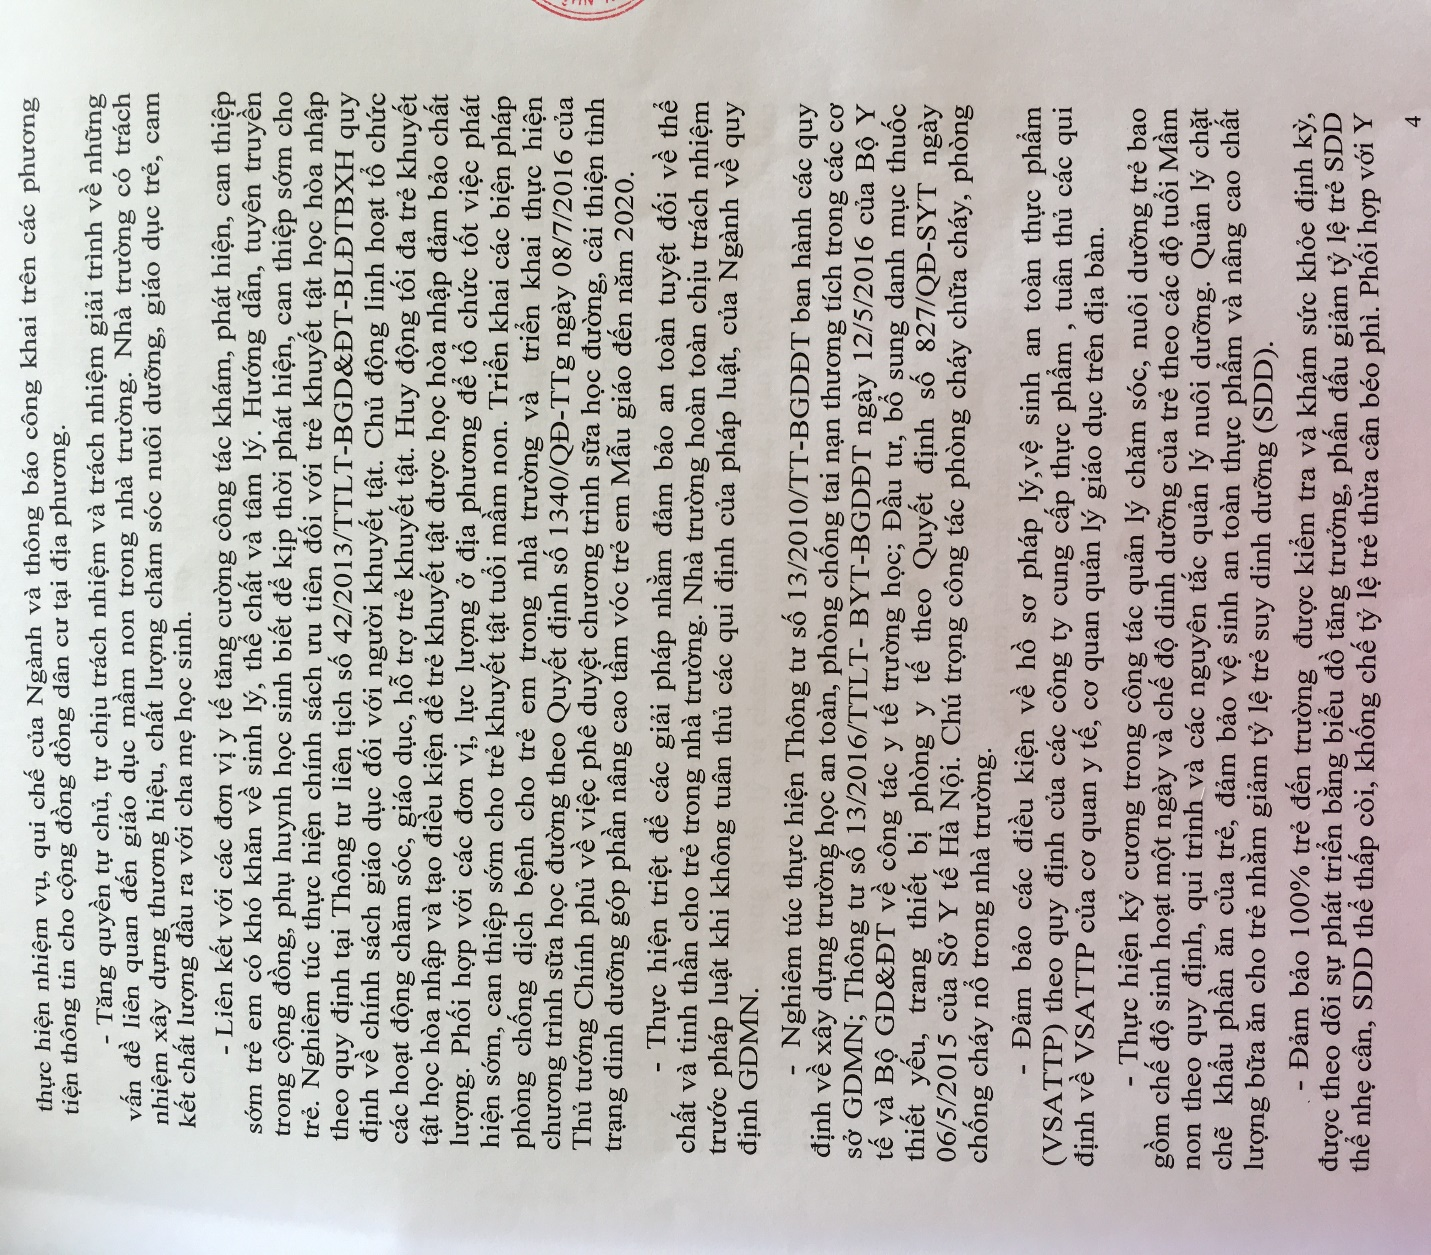 thực hiện nhiệm vụ, qui chế của Ngành và thông báo công khai trên các phương
tiện thông tin cho cộng đồng dân cư tại địa phương.
- Tăng quyền tự chủ, tự chịu trách nhiệm và trách nhiệm giải trình về những
vấn đề liên quan đến giáo dục mầm non trong nhà trường. Nhà trường có trách
nhiệm xây dựng thương hiệu, chất lượng chăm sóc nuôi dưỡng, giáo dục trẻ, cam
kết chất lượng đầu ra với cha mẹ học sinh.
- Liên kết với các đơn vị y tế tăng cường công tác khám, phát hiện, can thiệp
sớm trẻ em có khó khăn về sinh lý, thể chất và tâm lý. Hướng dẫn, tuyên truyền
trong cộng đồng, phụ huynh học sinh biết để kịp thời phát hiện, can thiệp sớm cho
trẻ. Nghiêm túc thực hiện chính sách ưu tiên đối với trẻ khuyết tật học hòa nhập
theo quy định tại Thông tư liên tịch số 42/2013/TTLT-BGD&ĐT-BLĐTBXH quy
định về chính sách giáo dục đối với người khuyết tật. Chủ động linh hoạt tổ chức
các hoạt động chăm sóc, giáo dục, hỗ trợ trẻ khuyết tật. Huy động tối đa trẻ khuyết
tật học hòa nhập và tạo điều kiện để trẻ khuyết tật được học hòa nhập đảm bảo chất
lượng. Phối hợp với các đơn vị, lực lượng ở địa phương để tổ chức tốt việc phát
hiện sớm, can thiệp sớm cho trẻ khuyết tật tuổi mầm non. Triển khai các biện pháp
phòng chống dịch bệnh cho trẻ em trong nhà trường và triển khai thực hiện
chương trình sữa học đường theo Quyết định số 1340/QĐ-TTg ngày 08/7/2016 của
Thủ tướng Chính phủ về việc phê duyệt chương trình sữa học đường, cải thiện tình
trạng dinh dưỡng góp phần nâng cao tầm vóc trẻ em Mẫu giáo đến năm 2020.
- Thực hiện triệt để các giải pháp nhằm đảm bảo an toàn tuyệt đối về thể
chất và tinh thần cho trẻ trong nhà trường. Nhà trường hoàn toàn chịu trách nhiệm
trước pháp luật khi không tuân thủ các qui định của pháp luật, của Ngành về quy
định GDMN.
- Nghiêm túc thực hiện Thông tư số 13/2010/TT-BGDĐT ban hành các quy
định về xây dựng trường học an toàn, phòng chống tai nạn thương tích trong các cơ
sở GDMN; Thông tư số 13/2016/TTLT- BYT-BGDĐT ngày 12/5/2016 của Bộ Y
tế và Bộ GD&ĐT về công tác y tế trường học; Đầu tư, bổ sung danh mục thuốc
thiết yếu, trang thiết bị phòng y tế theo Quyết định số 827/QĐ-SYT ngày
06/5/2015 của Sở Y tế Hà Nội. Chú trọng công tác phòng cháy chữa cháy, phòng
chống cháy nổ trong nhà trường.
- Đảm bảo các điều kiện về hồ sơ pháp lý,vệ sinh an toàn thực phẩm
(VSATTP) theo quy định của các công ty cung cấp thực phẩm , tuân thủ các qui
định về VSATTP của cơ quan y tế, cơ quan quản lý giáo dục trên địa bàn.
- Thực hiện kỷ cương trong công tác quản lý chăm sóc, nuôi dưỡng trẻ bao
gồm chế độ sinh hoạt một ngày và chế độ dinh dưỡng của trẻ theo các độ tuổi Mầm
non theo quy định, qui trình và các nguyên tắc quản lý nuôi dưỡng. Quản lý chặt
chẽ khẩu phần ăn của trẻ, đảm bảo vệ sinh an toàn thực phẩm và nâng cao chất
lượng bữa ăn cho trẻ nhằm giảm tỷ lệ trẻ suy dinh dưỡng (SDD).
- Đảm bảo 100% trẻ đến trường được kiểm tra và khám sức khỏe định kỳ,
được theo dõi sự phát triển bằng biểu đồ tăng trưởng, phấn đấu giảm tỷ lệ trẻ SDD
thể nhẹ cân, SDD thể thấp còi, khống chế tỷ lệ trẻ thừa cân béo phì. Phối hợp với Y
4